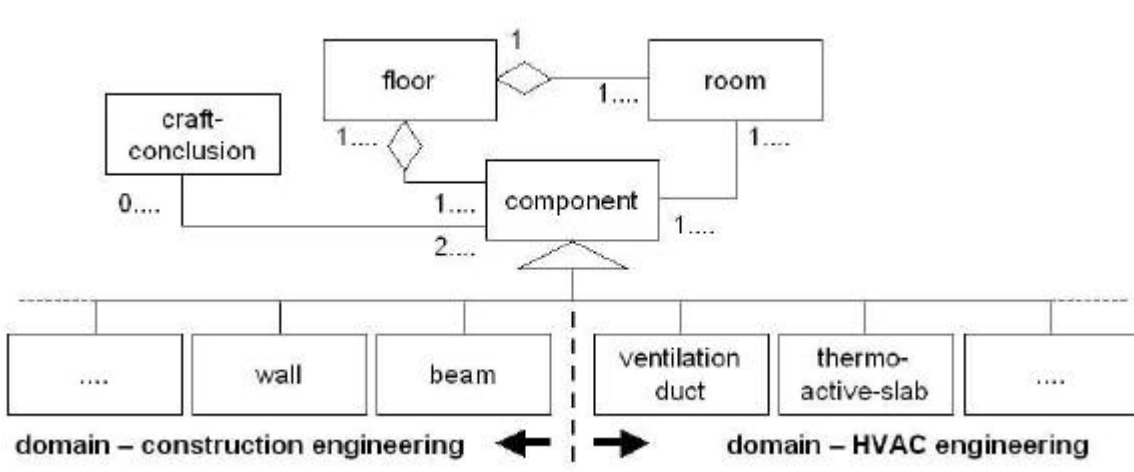 1
floor
room
1....
craft-
conclusion
1....
1....
component
0....
1....
1....
2....
....
wall
beam
ventilation
duct
thermo-
active-slab
....
domain – construction engineering
domain – HVAC engineering